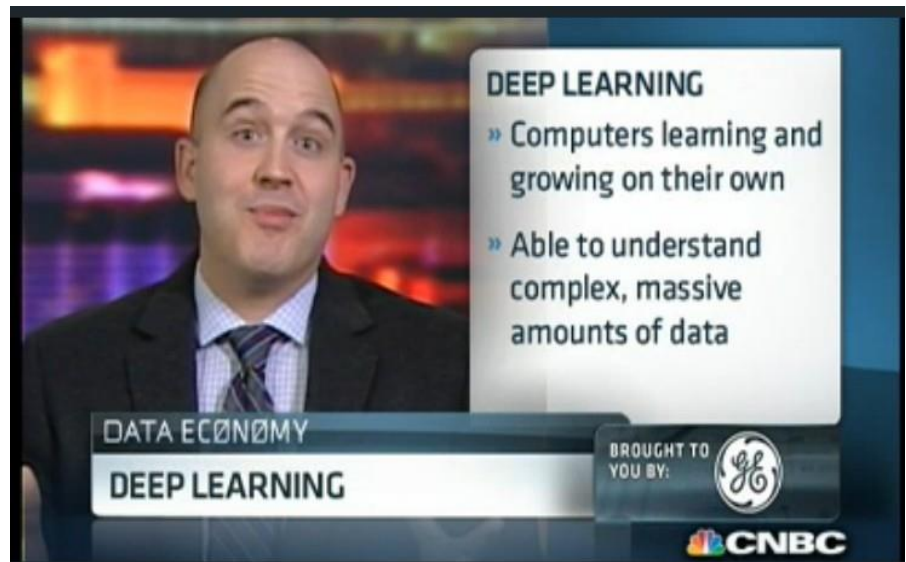 DEEP LEARNING
» Computers learning and
growing on their own
» Able to understand
complex, massive
amounts of data
DATA ECØNØMY
DEEP LEARNING
BROUGHT TO
YOU BY:
GE
CNBC